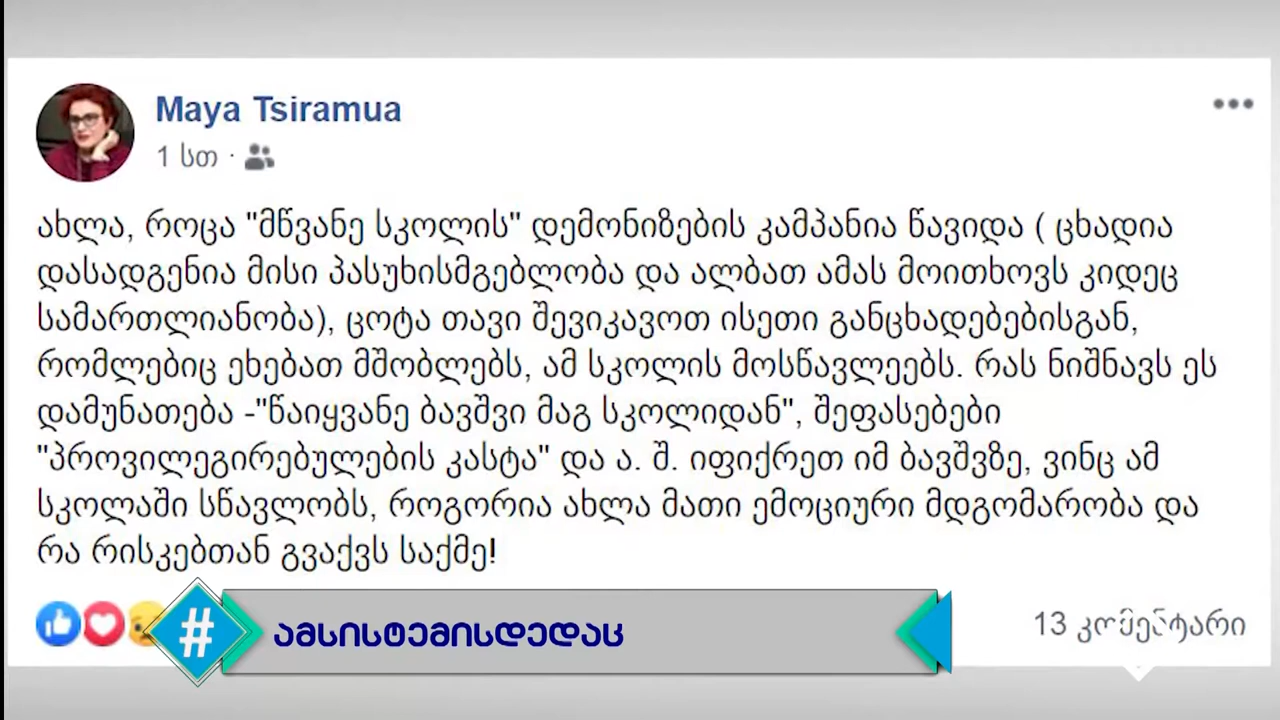 Maya Tsiramua
1 სთ ·
ახლა, როცა "მწვანე სკოლის" დემონიზების კამპანია წავიდა ( ცხადია
დასადგენია მისი პასუხისმგებლობა და ალბათ ამას მოითხოვს კიდეც
სამართლიანობა), ცოტა თავი შევიკავოთ ისეთი განცხადებებისგან,
რომლებიც ეხებათ მშობლებს, ამ სკოლის მოსწავლეებს. რას ნიშნავს ეს
დამუნათება -"წაიყვანე ბავშვი მაგ სკოლიდან", შეფასებები
"პროვილეგირებულების კასტა" და ა. შ. იფიქრეთ იმ ბავშვზე, ვინც ამ
სკოლაში სწავლობს, როგორია ახლა მათი ემოციური მდგომარობა და
რა რისკებთან გვაქვს საქმე!
# ამსისტემისდედაც
13 კომენტარი